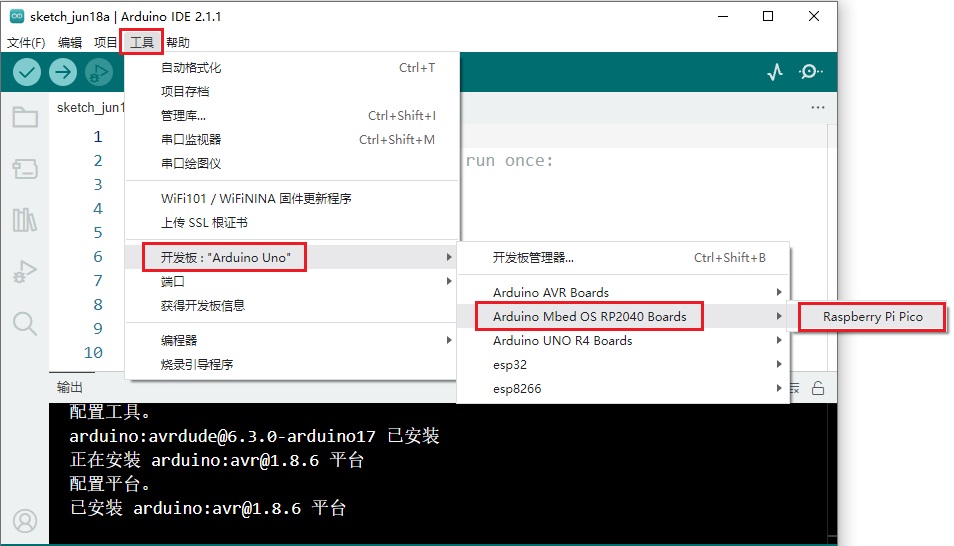 sketch_jun18a | Arduino IDE 2.1.1
文件(F) 编辑 项目 工具 帮助
自动格式化 Ctrl+T
项目存档
管理库... Ctrl+Shift+I
串口监视器 Ctrl+Shift+M
串口绘图仪
WiFi101 / WiFiNINA 固件更新程序
上传 SSL 根证书
开发板 : "Arduino Uno"
端口
获得开发板信息
编程器
烧录引导程序
开发板管理器... Ctrl+Shift+B
Arduino AVR Boards
Arduino Mbed OS RP2040 Boards
Arduino UNO R4 Boards
esp32
esp8266
Raspberry Pi Pico
sketch_jun1
1
2 run once:
3
4
5
6
7
8
9
10
输出
配置工具。
arduino:avrdude@6.3.0-arduino17 已安装
正在安装 arduino:avr@1.8.6 平台
配置平台。
已安装 arduino:avr@1.8.6 平台